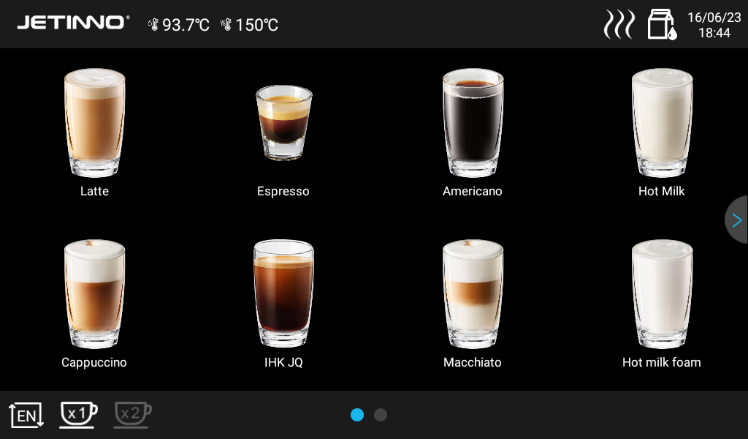 JETINNO 93.7℃ 150℃ 16/06/23
18:44
Latte Espresso Americano Hot Milk
Cappuccino IHK JQ Macchiato Hot milk foam
EN x1 x2